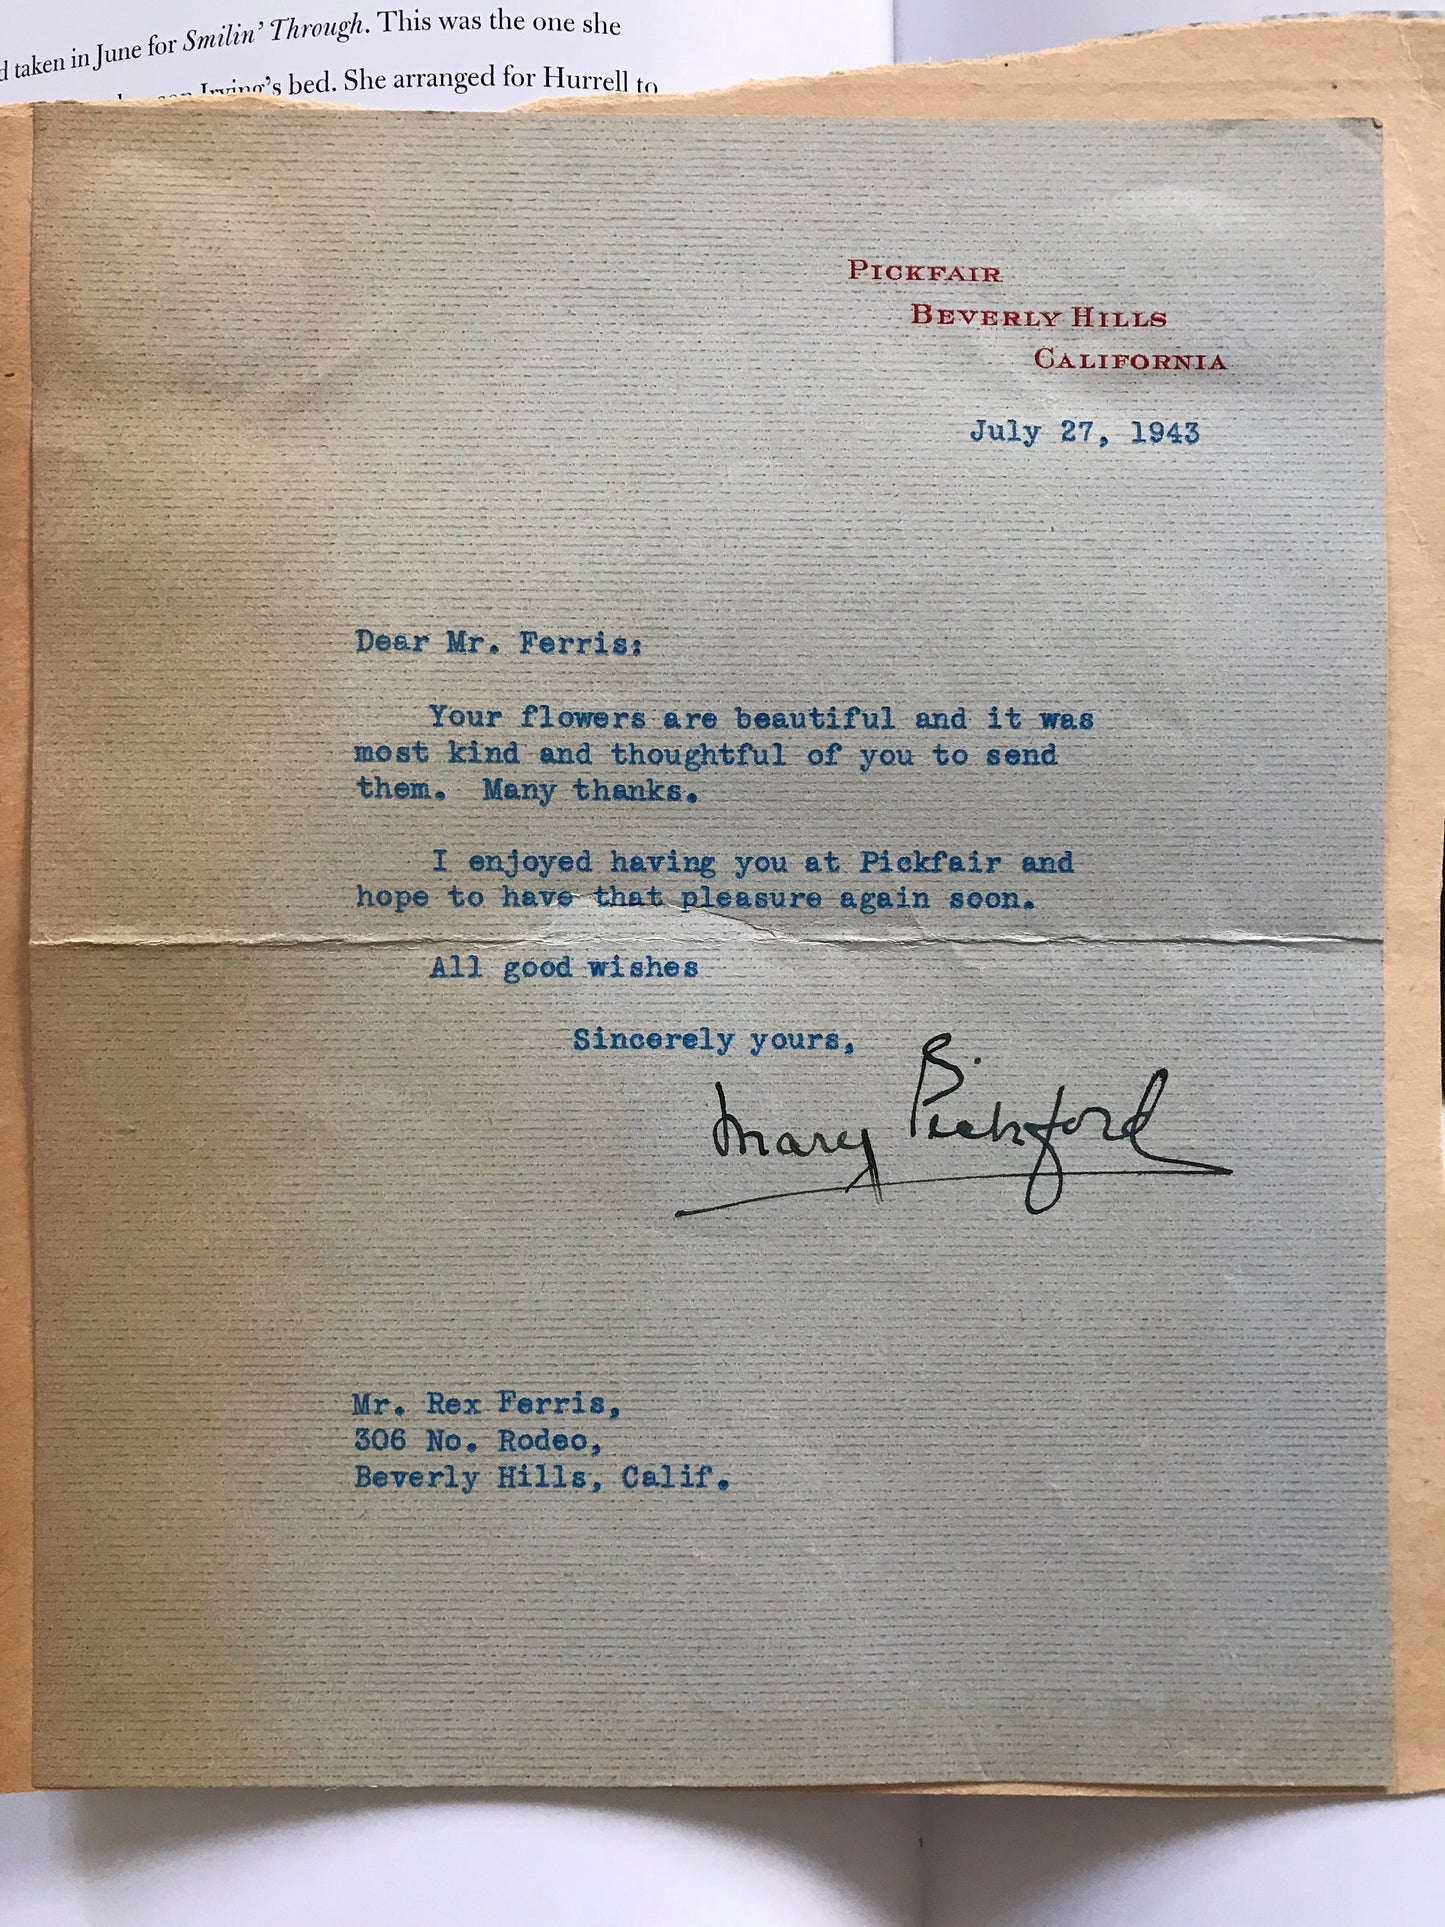 taken in June for Smilin' Through. This was the one she
Irving's bed. She arranged for Hurrell to
PICKFAIR
BEVERLY HILLS
CALIFORNIA
July 27, 1943
Dear Mr. Ferris:
Your flowers are beautiful and it was
most kind and thoughtful of you to send
them. Many thanks.
I enjoyed having you at Pickfair and
hope to have that pleasure again soon.
All good wishes
Sincerely yours,
Mary Pickford
Mr. Rex Ferris,
306 No. Rodeo,
Beverly Hills, Calif.